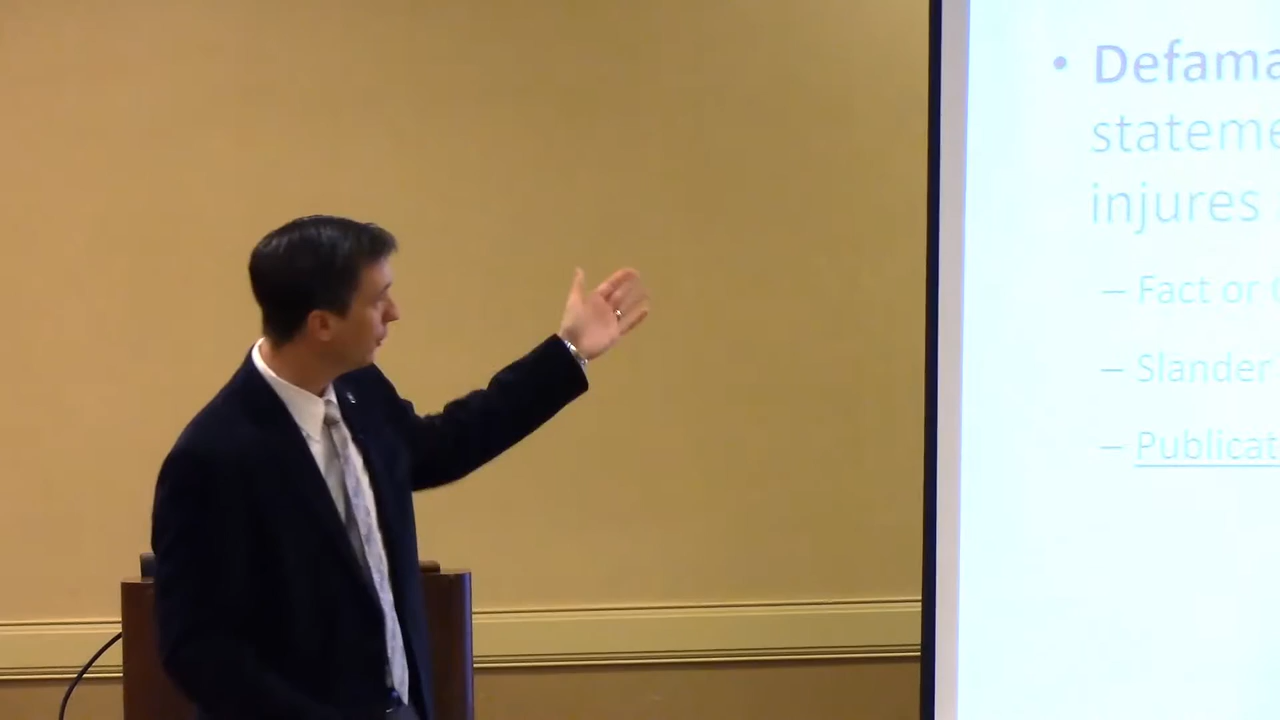 • Defama
stateme
injures
– Fact or
– Slander
– Publicat